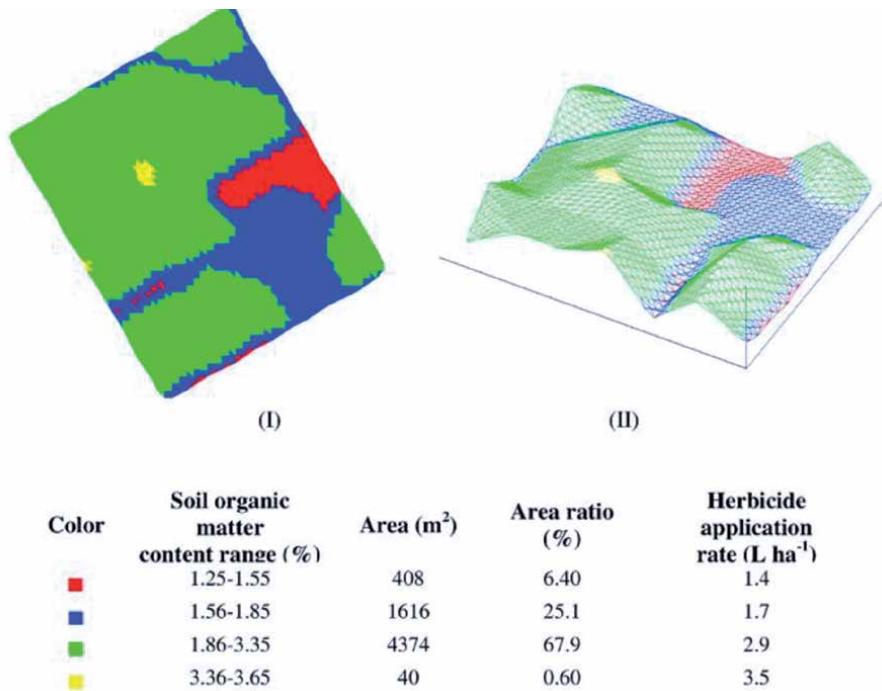 (I) (II)
Color Soil organic matter content range (%) Area (m²) Area ratio (%) Herbicide application rate (L ha⁻¹)
1.25-1.55 408 6.40 1.4
1.56-1.85 1616 25.1 1.7
1.86-3.35 4374 67.9 2.9
3.36-3.65 40 0.60 3.5